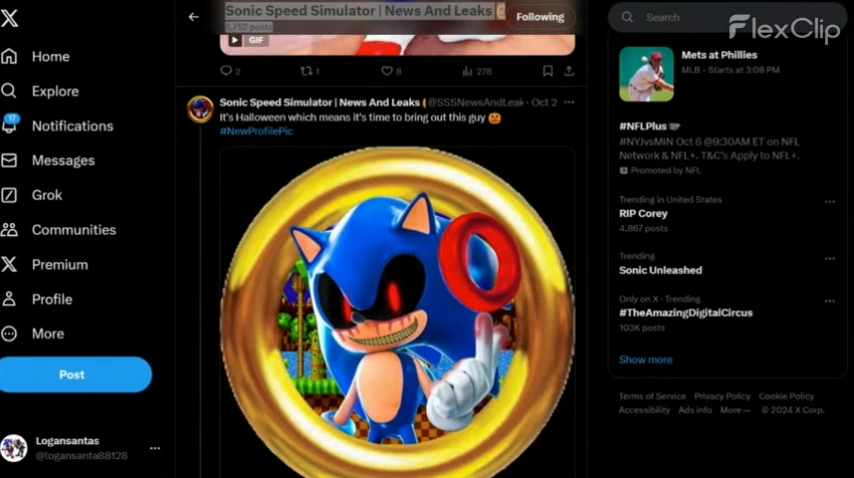 Home
Explore
17
Notifications
Messages
Grok
Communities
Premium
Profile
More
Post
Logansantas
@logansanta88128
Sonic Speed Simulator | News And Leaks
6,752 posts
Following
GIF
2
1
8
278
Sonic Speed Simulator | News And Leaks
@SSSNewsAndLeak · Oct 2
It's Halloween which means it's time to bring out this guy
#NewProfilePic
Search
FlexClip
Mets at Phillies
MLB · Starts at 3:08 PM
#NFLPlus
#NYJvsMIN Oct 6 @9:30AM ET on NFL
Network & NFL+. T&C's Apply to NFL+.
Promoted by NFL
Trending in United States
RIP Corey
4,867 posts
Trending
Sonic Unleashed
Only on X · Trending
#TheAmazingDigitalCircus
103K posts
Show more
Terms of Service Privacy Policy Cookie Policy
Accessibility Ads info More — © 2024 X Corp.